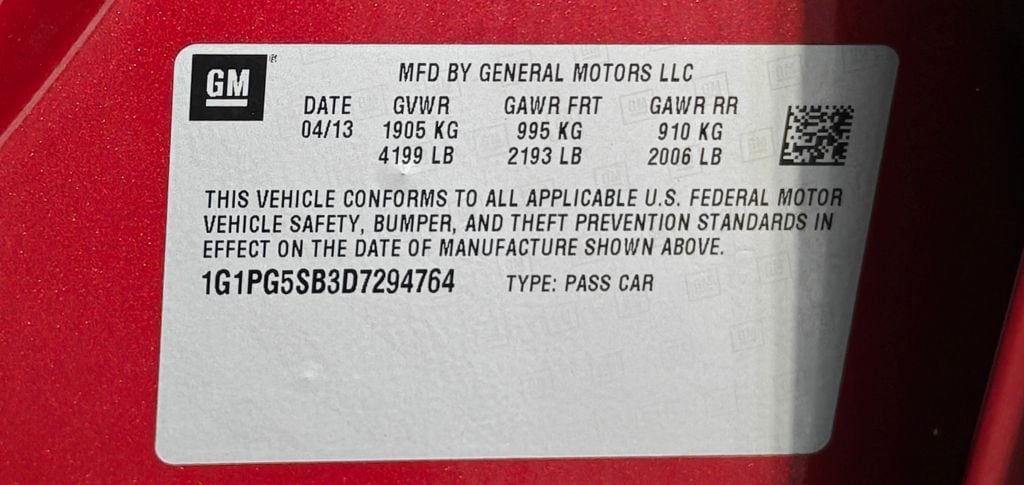 GM
MFD BY GENERAL MOTORS LLC
DATE GVWR GAWR FRT GAWR RR
04/13 1905 KG 995 KG 910 KG
4199 LB 2193 LB 2006 LB
THIS VEHICLE CONFORMS TO ALL APPLICABLE U.S. FEDERAL MOTOR
VEHICLE SAFETY, BUMPER, AND THEFT PREVENTION STANDARDS IN
EFFECT ON THE DATE OF MANUFACTURE SHOWN ABOVE.
1G1PG5SB3D7294764 TYPE: PASS CAR